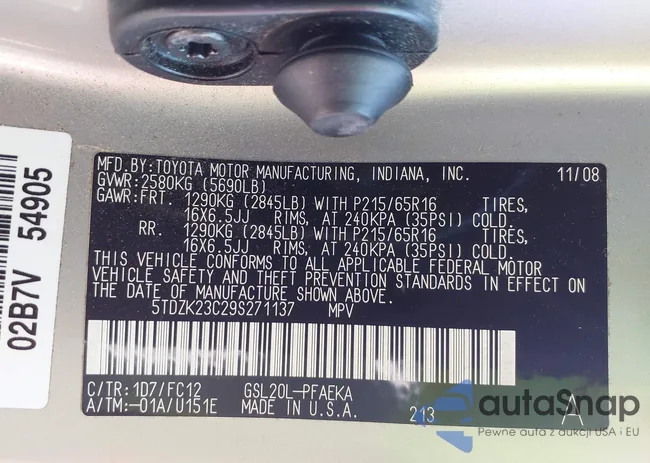 MFD. BY: TOYOTA MOTOR MANUFACTURING, INDIANA, INC. 11/08
GVWR: 2580KG (5690LB)
GAWR: FRT. 1290KG (2845LB) WITH P215/65R16 TIRES,
16X6.5JJ RIMS, AT 240KPA (35PSI) COLD.
RR. 1290KG (2845LB) WITH P215/65R16 TIRES,
16X6.5JJ RIMS, AT 240KPA (35PSI) COLD.
THIS VEHICLE CONFORMS TO ALL APPLICABLE FEDERAL MOTOR
VEHICLE SAFETY AND THEFT PREVENTION STANDARDS IN EFFECT ON
THE DATE OF MANUFACTURE SHOWN ABOVE.
5TDZK23C29S271137 MPV
C/TR: 1D7/FC12 GSL20L-PFAEKA
A/TM: -01A/U151E MADE IN U.S.A. 213 A
02B7V 54905
autoSnap
Pewne auta z aukcji USA i EU